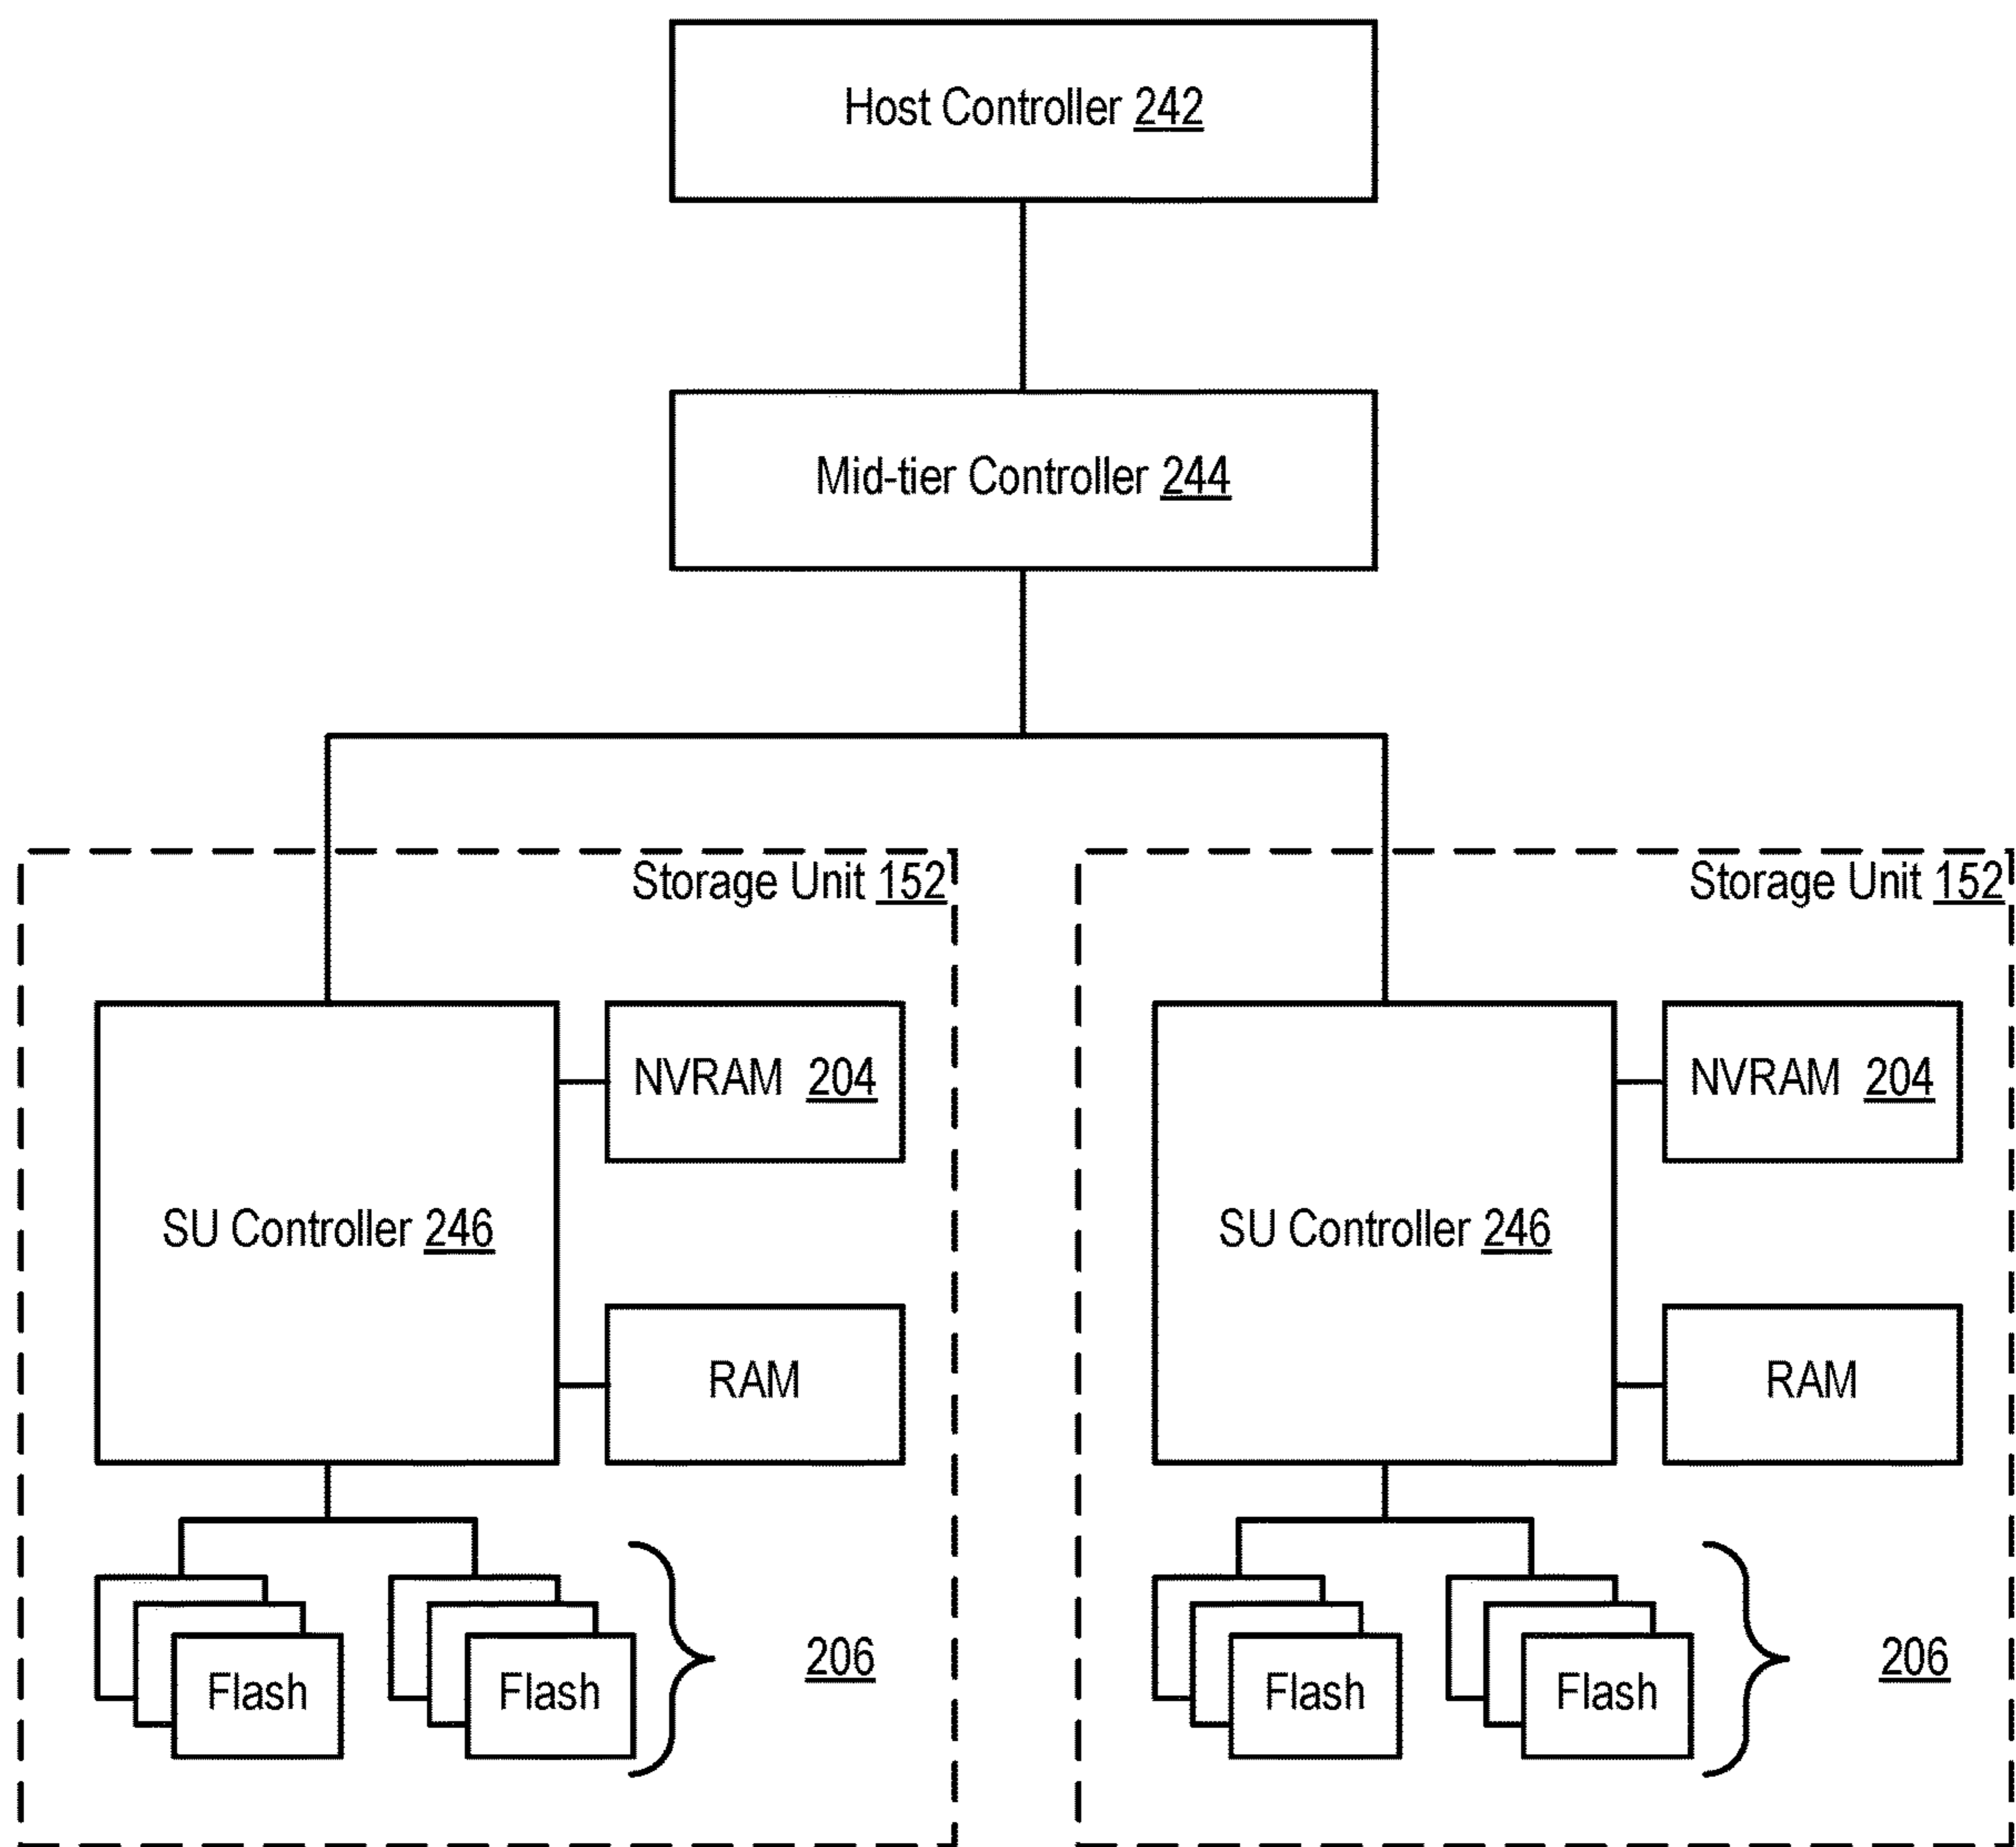 Host Controller 242
Mid-tier Controller 244
Storage Unit 152
NVRAM 204
SU Controller 246
RAM
Flash
Flash
206
Storage Unit 152
NVRAM 204
SU Controller 246
RAM
Flash
Flash
206